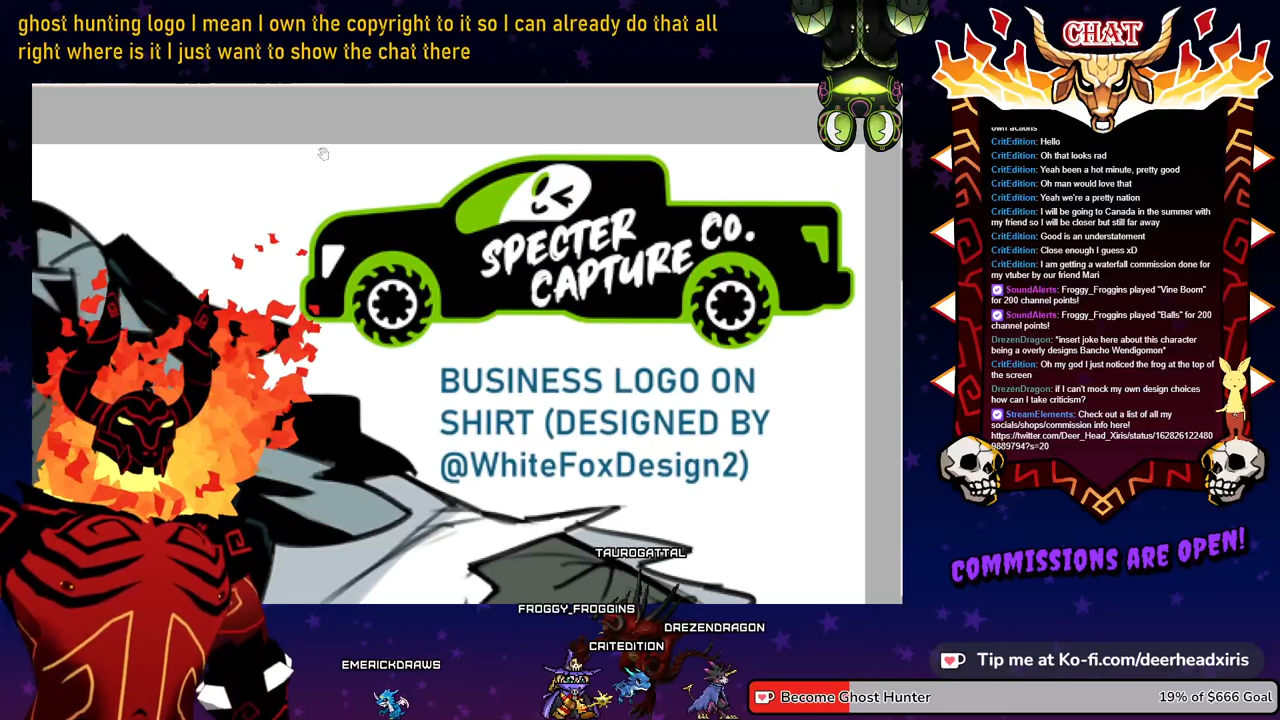 ghost hunting logo I mean I own the copyright to it so I can already do that all
right where is it I just want to show the chat there
CHAT
own actions
CritEdition: Hello
CritEdition: Oh that looks rad
CritEdition: Yeah been a hot minute, pretty good
CritEdition: Oh man would love that
CritEdition: Yeah we're a pretty nation
CritEdition: I will be going to Canada in the summer with
my friend so I will be closer but still far away
CritEdition: Good is an understatement
CritEdition: Close enough I guess xD
CritEdition: I am getting a waterfall commission done for
my vtuber by our friend Mari
SoundAlerts: Froggy_Froggins played "Vine Boom"
for 200 channel points!
SoundAlerts: Froggy_Froggins played "Balls" for 200
channel points!
DrezenDragon: *insert joke here about this character
being a overly designs Bancho Wendigomon*
CritEdition: Oh my god I just noticed the frog at the top of
the screen
DrezenDragon: if I can't mock my own design choices
how can I take criticism?
StreamElements: Check out a list of all my
socials/shops/commission info here!
https://twitter.com/Deer_Head_Xiris/status/162826122480
9889794?s=20
SPECTER
CAPTURE Co.
BUSINESS LOGO ON
SHIRT (DESIGNED BY
@WhiteFoxDesign2)
TAUROGATTAL
FROGGY_FROGGINS
DREZENDRAGON
CRITEDITION
EMERICKDRAWS
COMMISSIONS ARE OPEN!
Tip me at Ko-fi.com/deerheadxiris
Become Ghost Hunter 19% of $666 Goal